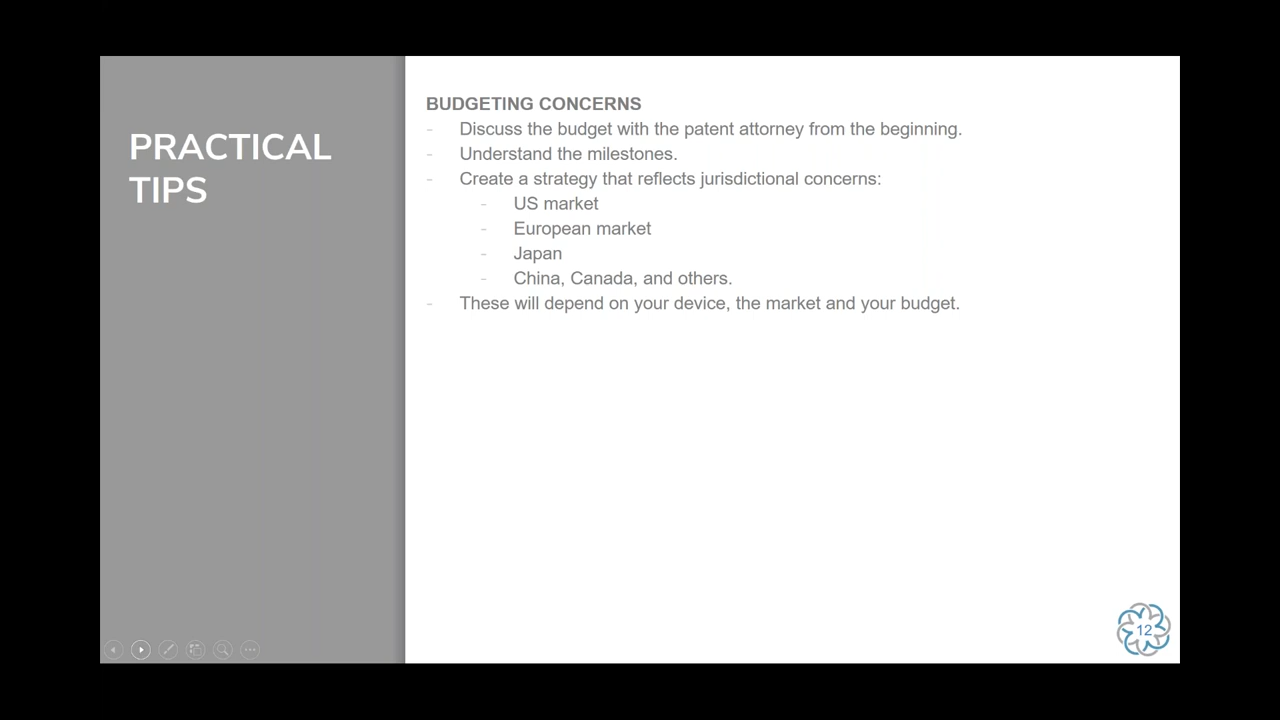 PRACTICAL
TIPS
BUDGETING CONCERNS
- Discuss the budget with the patent attorney from the beginning.
- Understand the milestones.
- Create a strategy that reflects jurisdictional concerns:
- US market
- European market
- Japan
- China, Canada, and others.
- These will depend on your device, the market and your budget.
12